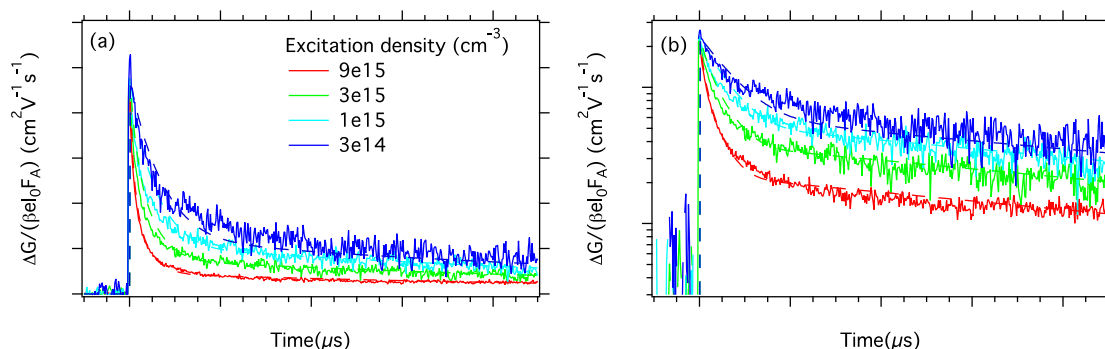 (a)
Excitation density (cm⁻³)
9e15
3e15
1e15
3e14
ΔG/(βeI₀F_A) (cm²V⁻¹s⁻¹)
Time(μs)
(b)
ΔG/(βeI₀F_A) (cm²V⁻¹s⁻¹)
Time(μs)